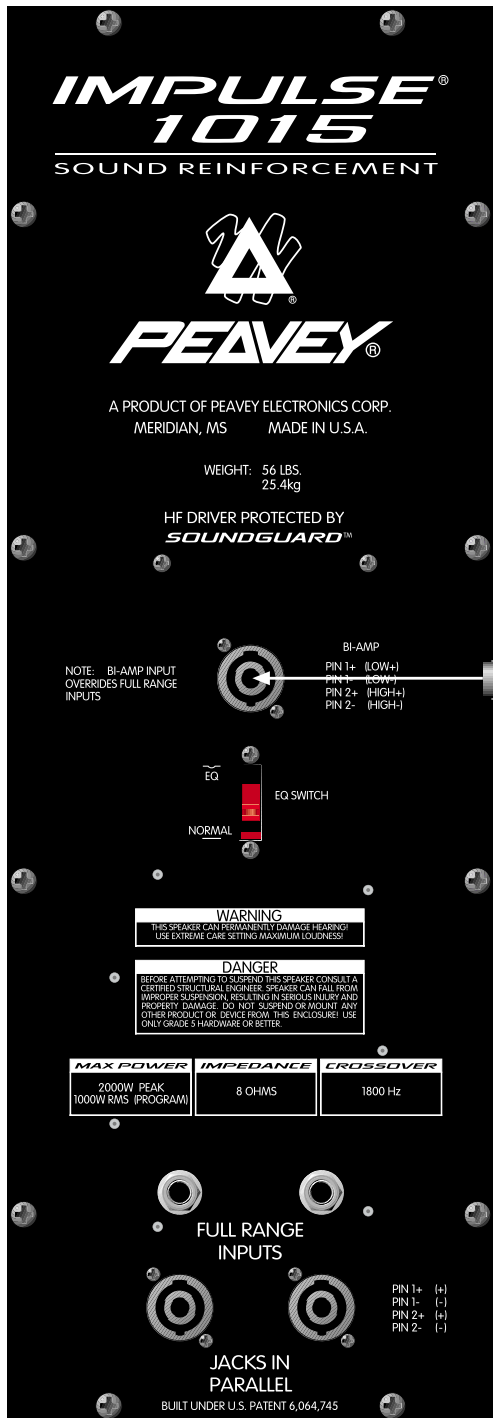 IMPULSE®
1015
SOUND REINFORCEMENT
®
PEAVEY®
A PRODUCT OF PEAVEY ELECTRONICS CORP.
MERIDIAN, MS MADE IN U.S.A.
WEIGHT: 56 LBS.
25.4kg
HF DRIVER PROTECTED BY
SOUNDGUARD™
NOTE: BI-AMP INPUT
OVERRIDES FULL RANGE
INPUTS
BI-AMP
PIN 1+ (LOW+)
PIN 1- (LOW-)
PIN 2+ (HIGH+)
PIN 2- (HIGH-)
EQ
EQ SWITCH
NORMAL
WARNING
THIS SPEAKER CAN PERMANENTLY DAMAGE HEARING!
USE EXTREME CARE SETTING MAXIMUM LOUDNESS!
DANGER
BEFORE ATTEMPTING TO SUSPEND THIS SPEAKER CONSULT A
CERTIFIED STRUCTURAL ENGINEER. SPEAKER CAN FALL FROM
IMPROPER SUSPENSION, RESULTING IN SERIOUS INJURY AND
PROPERTY DAMAGE. DO NOT SUSPEND OR MOUNT ANY
OTHER PRODUCT OR DEVICE FROM THIS ENCLOSURE! USE
ONLY GRADE 5 HARDWARE OR BETTER.
MAX POWER
2000W PEAK
1000W RMS (PROGRAM)
IMPEDANCE
8 OHMS
CROSSOVER
1800 Hz
FULL RANGE
INPUTS
PIN 1+ (+)
PIN 1- (-)
PIN 2+ (+)
PIN 2- (-)
JACKS IN
PARALLEL
BUILT UNDER U.S. PATENT 6,064,745